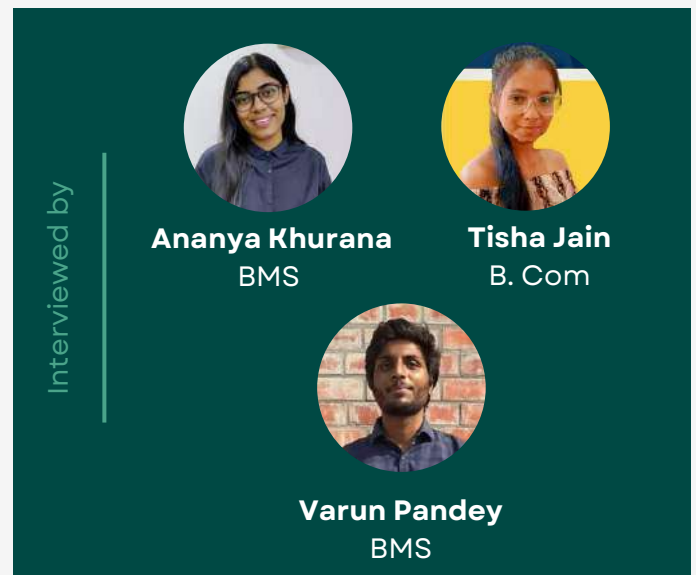 Interviewed by
Ananya Khurana
BMS
Tisha Jain
B. Com
Varun Pandey
BMS